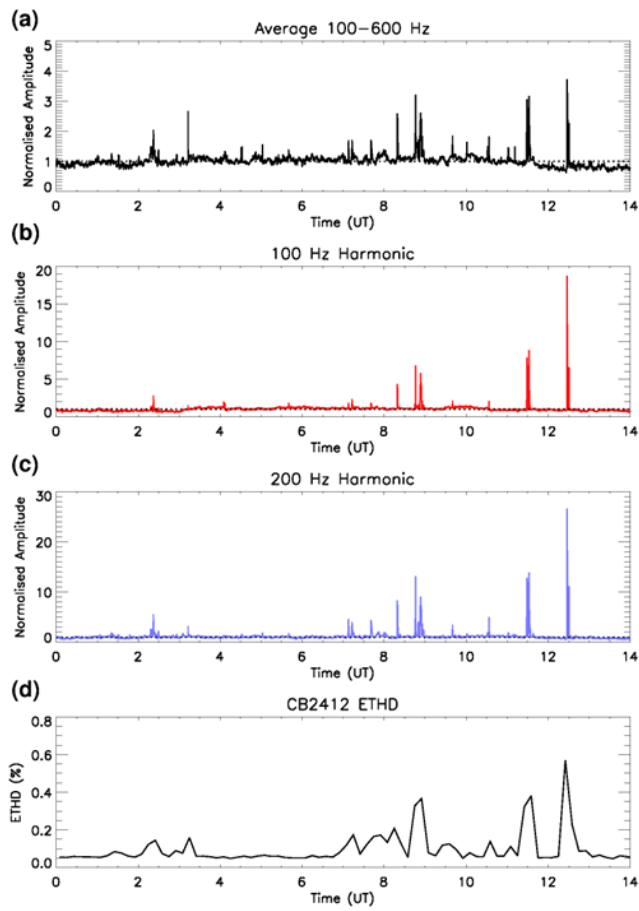 (a)
Average 100–600 Hz
Normalised Amplitude
5
4
3
2
1
0
0 2 4 6 8 10 12 14
Time (UT)
(b)
100 Hz Harmonic
Normalised Amplitude
20
15
10
5
0
0 2 4 6 8 10 12 14
Time (UT)
(c)
200 Hz Harmonic
Normalised Amplitude
30
20
10
0
0 2 4 6 8 10 12 14
Time (UT)
(d)
CB2412 ETHD
ETHD (%)
0.8
0.6
0.4
0.2
0.0
0 2 4 6 8 10 12 14
Time (UT)